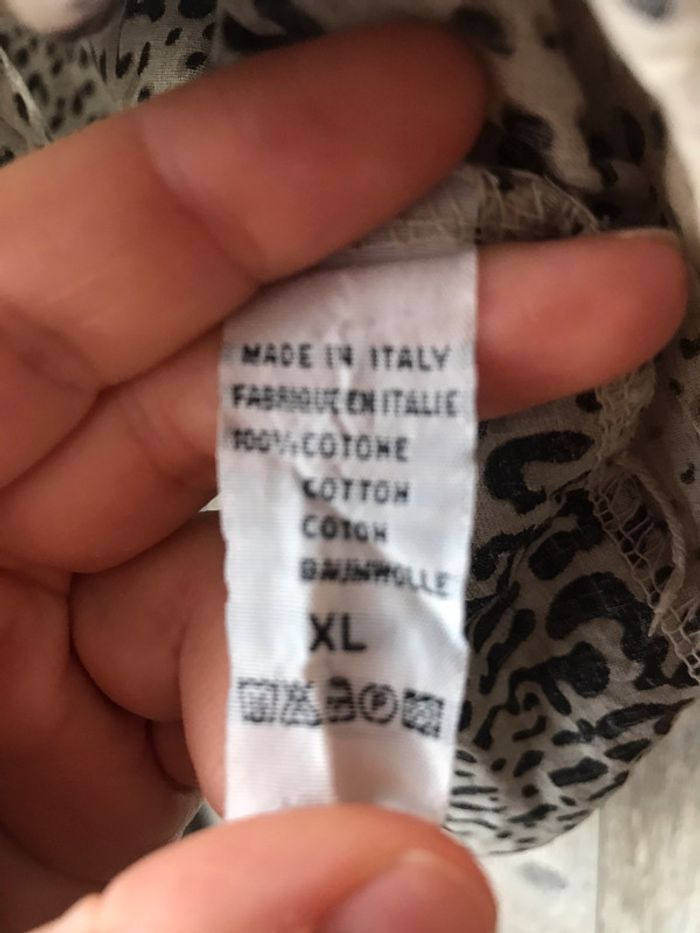 MADE IN ITALY
FABRIQUE EN ITALIE
100% COTONE
COTTON
COTON
BAUMWOLLE
XL
P